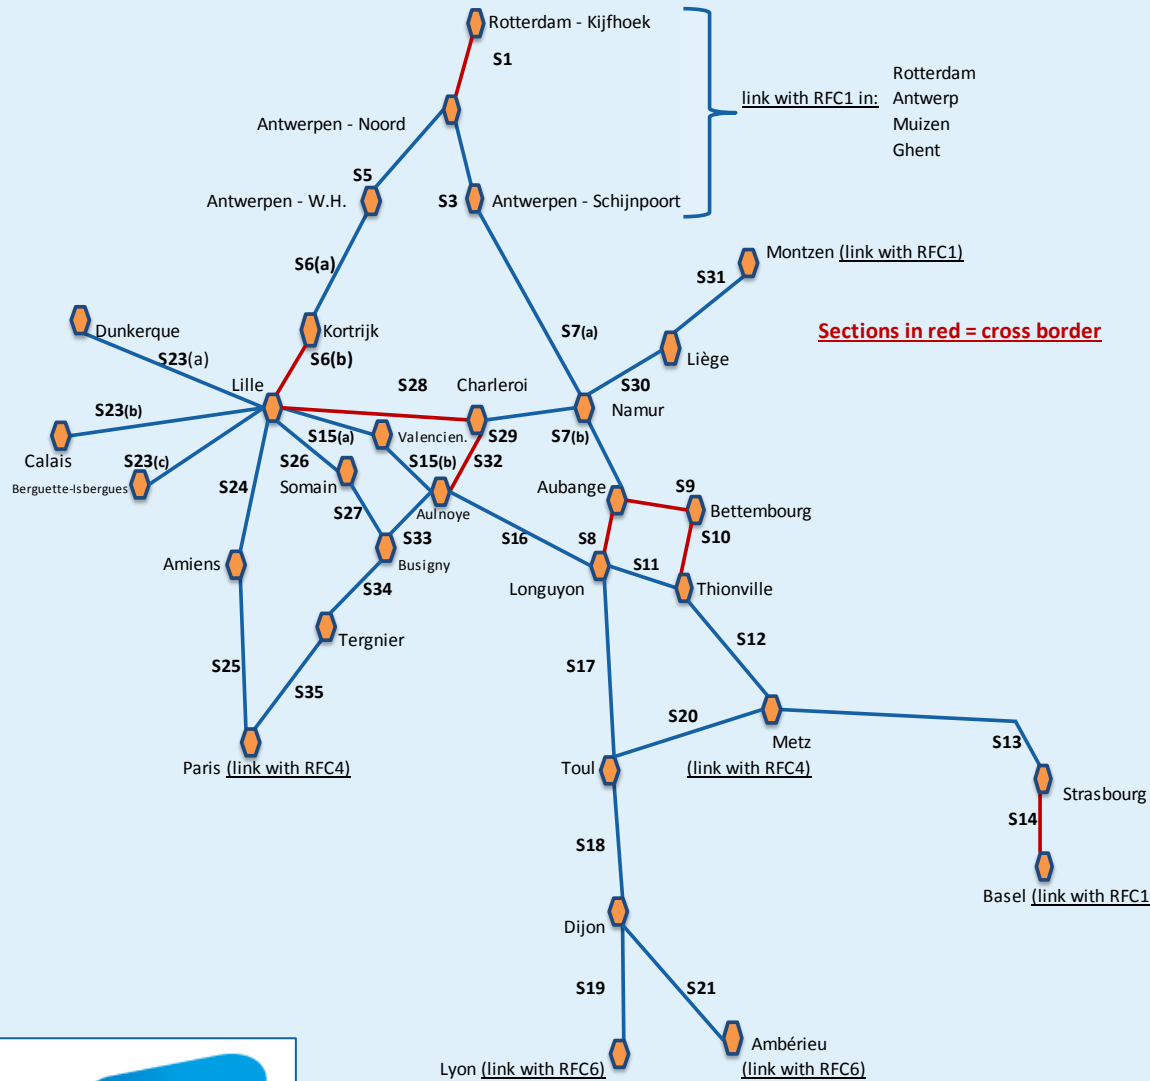 Rotterdam - Kijfhoek
S1
link with RFC1 in:
Rotterdam
Antwerp
Muizen
Ghent
Antwerpen - Noord
S5
Antwerpen - W.H.
S3
Antwerpen - Schijnpoort
S6(a)
Montzen (link with RFC1)
S31
Dunkerque
Kortrijk
S7(a)
Sections in red = cross border
S23(a)
S6(b)
Liège
Lille
S28
Charleroi
S30
Namur
S23(b)
S15(a)
Valencien.
S29
S7(b)
Calais
S23(c)
Berguette-Isbergues
S26
Somain
S15(b)
S32
S24
Aubange
S9
Bettembourg
S27
Aulnoye
S33
S16
S8
S10
Amiens
Busigny
S11
Longuyon
Thionville
S34
Tergnier
S12
S25
S17
S35
S20
Metz
(link with RFC4)
S13
Paris (link with RFC4)
Toul
Strasbourg
S14
S18
Basel (link with RFC1
Dijon
S19
S21
Ambérieu
(link with RFC6)
Lyon (link with RFC6)